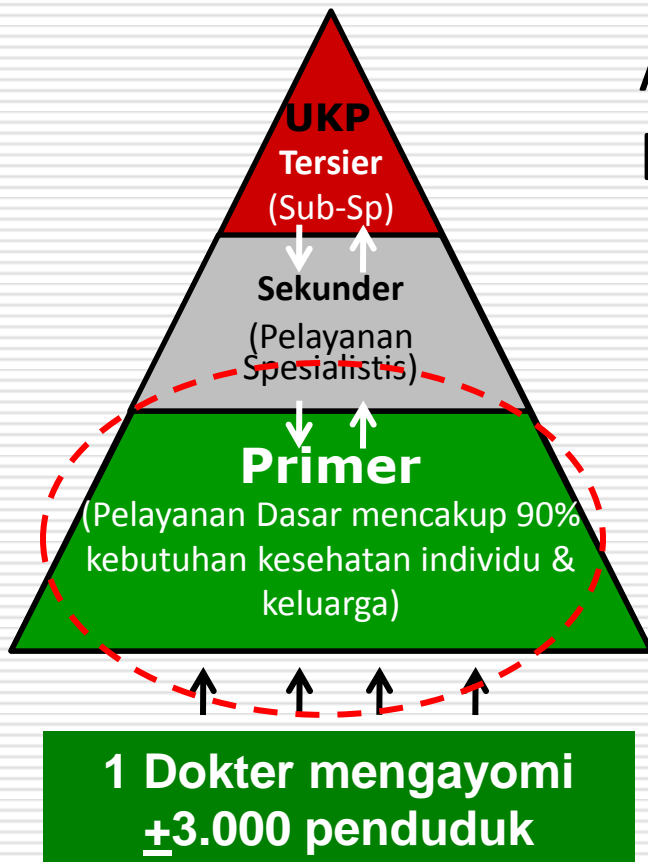 UKP
Tersier
(Sub-Sp)
Sekunder
(Pelayanan
Spesialistis)
Primer
(Pelayanan Dasar mencakup 90%
kebutuhan kesehatan individu &
keluarga)
1 Dokter mengayomi
±3.000 penduduk